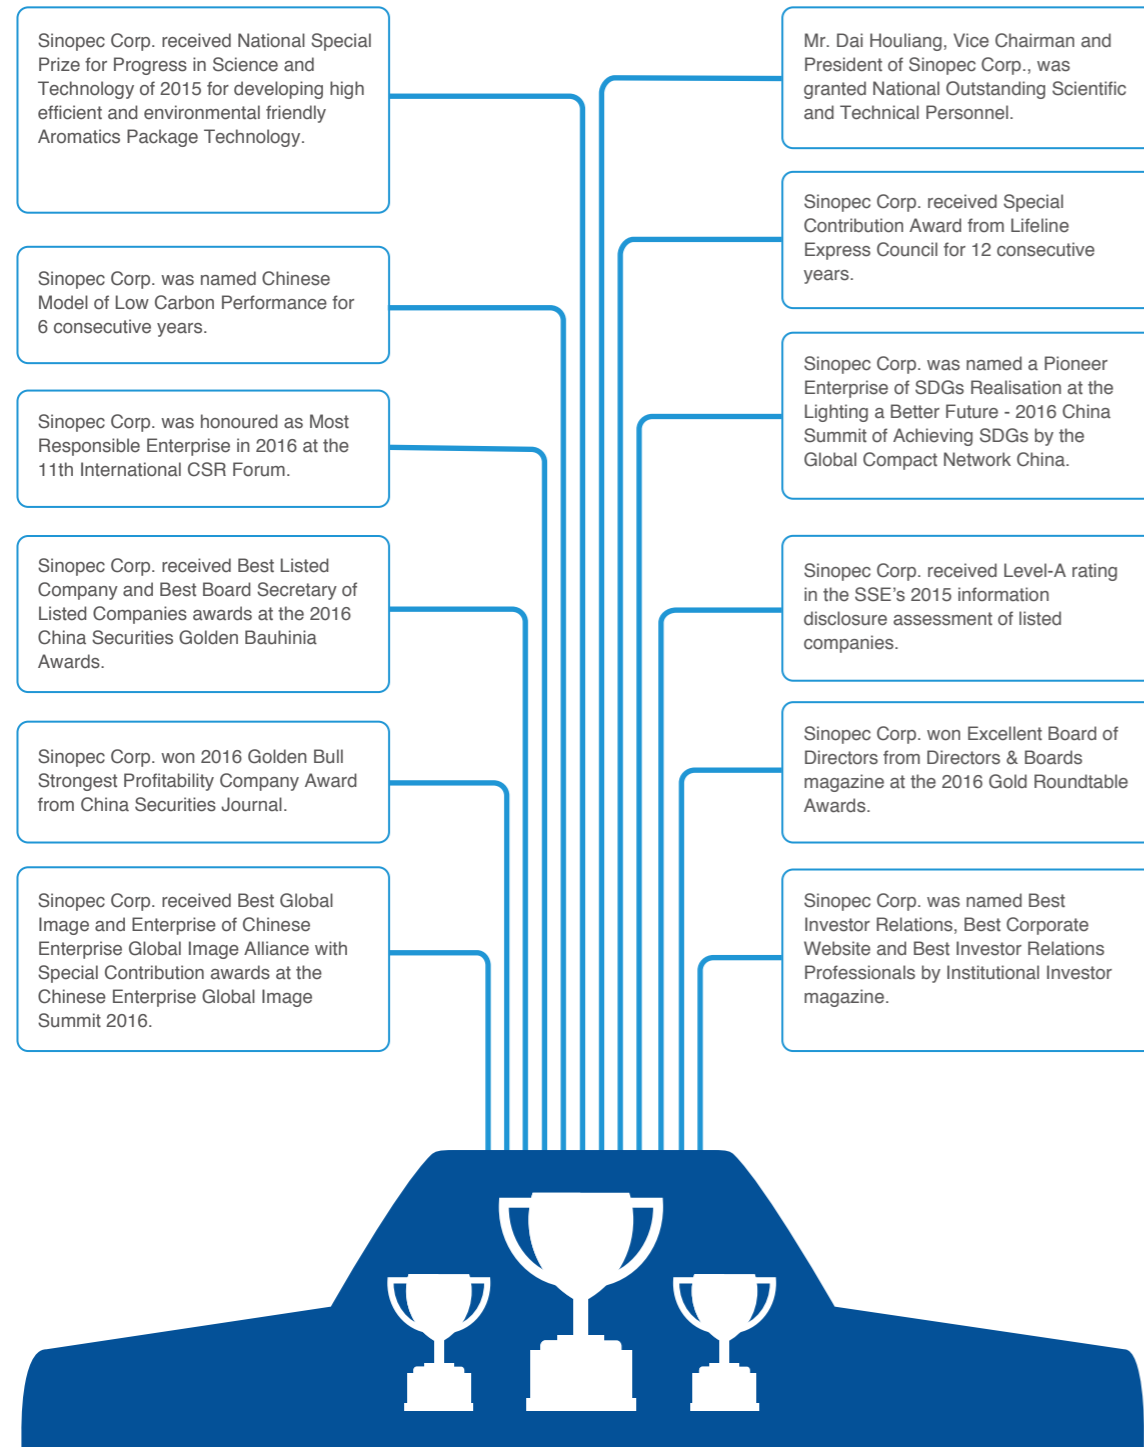 Sinopec Corp. received National Special
Prize for Progress in Science and
Technology of 2015 for developing high
efficient and environmental friendly
Aromatics Package Technology.
Sinopec Corp. was named Chinese
Model of Low Carbon Performance for
6 consecutive years.
Sinopec Corp. was honoured as Most
Responsible Enterprise in 2016 at the
11th International CSR Forum.
Sinopec Corp. received Best Listed
Company and Best Board Secretary of
Listed Companies awards at the 2016
China Securities Golden Bauhinia
Awards.
Sinopec Corp. won 2016 Golden Bull
Strongest Profitability Company Award
from China Securities Journal.
Sinopec Corp. received Best Global
Image and Enterprise of Chinese
Enterprise Global Image Alliance with
Special Contribution awards at the
Chinese Enterprise Global Image
Summit 2016.
Mr. Dai Houliang, Vice Chairman and
President of Sinopec Corp., was
granted National Outstanding Scientific
and Technical Personnel.
Sinopec Corp. received Special
Contribution Award from Lifeline
Express Council for 12 consecutive
years.
Sinopec Corp. was named a Pioneer
Enterprise of SDGs Realisation at the
Lighting a Better Future - 2016 China
Summit of Achieving SDGs by the
Global Compact Network China.
Sinopec Corp. received Level-A rating
in the SSE’s 2015 information
disclosure assessment of listed
companies.
Sinopec Corp. won Excellent Board of
Directors from Directors & Boards
magazine at the 2016 Gold Roundtable
Awards.
Sinopec Corp. was named Best
Investor Relations, Best Corporate
Website and Best Investor Relations
Professionals by Institutional Investor
magazine.